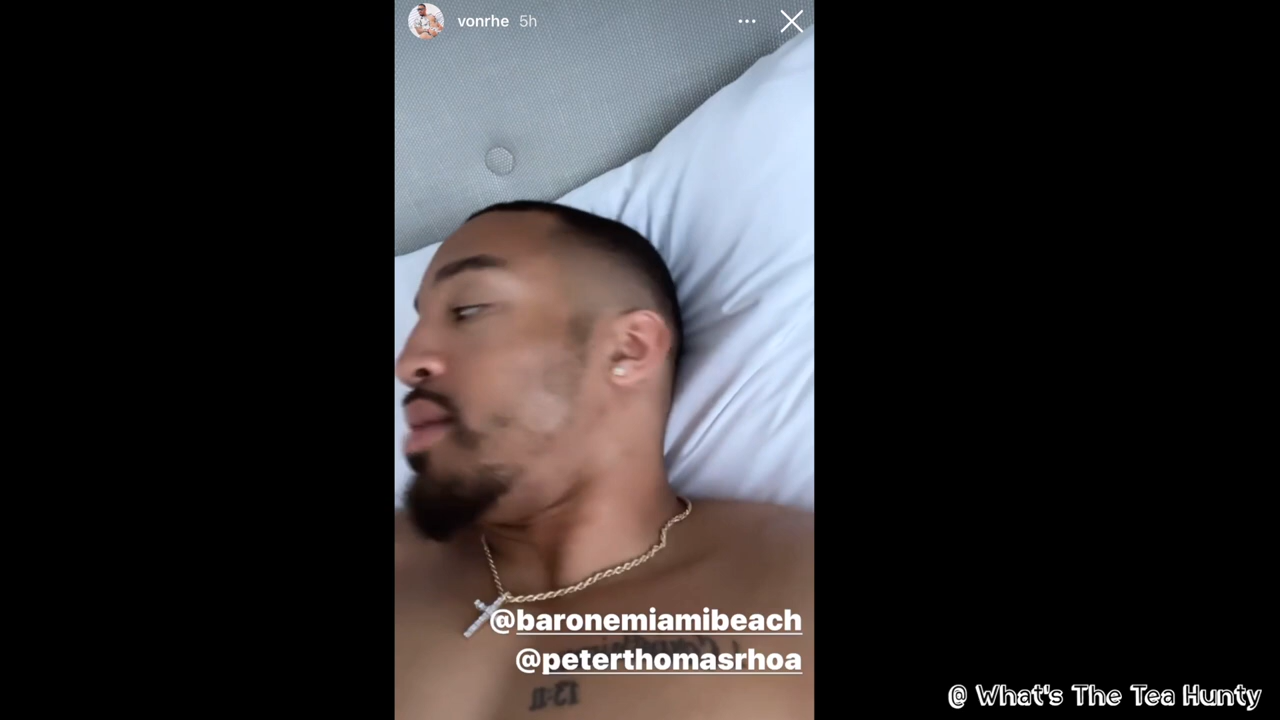 vonrhe 5h
@baronemiamibeach
@peterthomasrhoa
@ What's The Tea Hunty